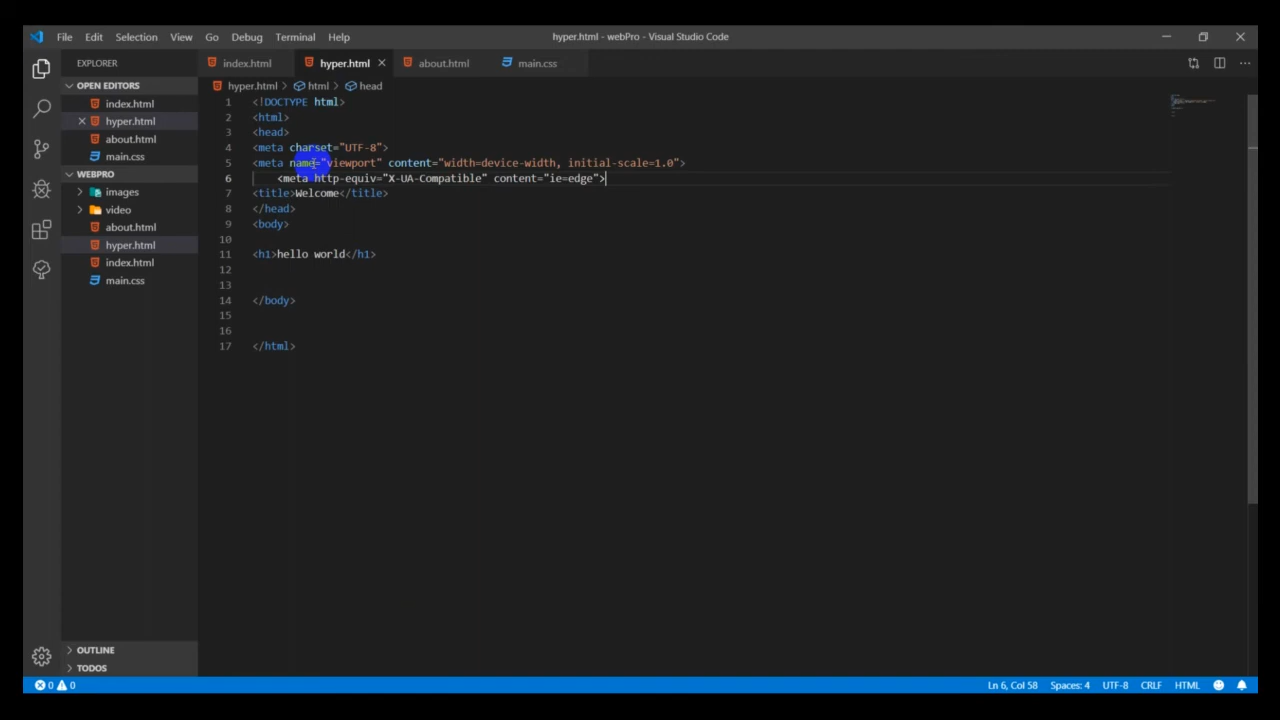 File Edit Selection View Go Debug Terminal Help
hyper.html - webPro - Visual Studio Code
EXPLORER
OPEN EDITORS
index.html
hyper.html
about.html
main.css
WEBPRO
images
video
about.html
hyper.html
index.html
main.css
OUTLINE
TODOS
index.html hyper.html about.html main.css
hyper.html > html > head
1 <!DOCTYPE html>
2 <html>
3 <head>
4 <meta charset="UTF-8">
5 <meta name="viewport" content="width=device-width, initial-scale=1.0">
6 <meta http-equiv="X-UA-Compatible" content="ie=edge">
7 <title>Welcome</title>
8 </head>
9 <body>
10
11 <h1>hello world</h1>
12
13
14 </body>
15
16
17 </html>
0 0 Ln 6, Col 58 Spaces: 4 UTF-8 CRLF HTML